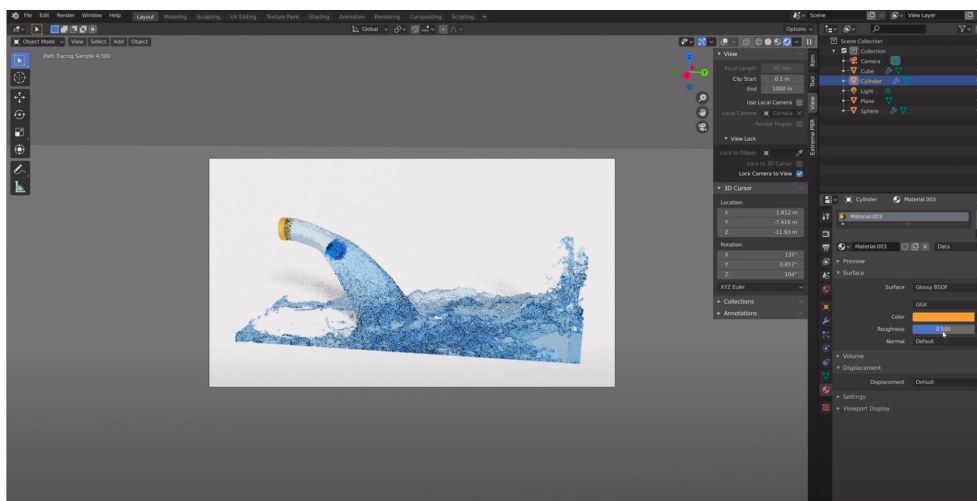 File Edit Render Window Help Layout Modeling Sculpting UV Editing Texture Paint Shading Animation Rendering Compositing Scripting + Scene View Layer
Global Options
Object Mode View Select Add Object
Path Tracing Sample 4/300
View
Focal Length 50 mm
Clip Start 0.1 m
End 1000 m
Use Local Camera
Local Camera Camera
Render Region
View Lock
Lock to Object
Lock to 3D Cursor
Lock Camera to View
3D Cursor
Location:
X 1.812 m
Y -7.416 m
Z -11.93 m
Rotation:
X 131°
Y 0.657°
Z 104°
XYZ Euler
Collections
Annotations
Item
Tool
View
Extreme PBR
Scene Collection
Collection
Camera
Cube
Cylinder
Light
Plane
Sphere
Cylinder Material.003
Material.003
Material.003 Data
Preview
Surface
Surface Glossy BSDF
GGX
Color
Roughness 0.500
Normal Default
Volume
Displacement
Displacement Default
Settings
Viewport Display